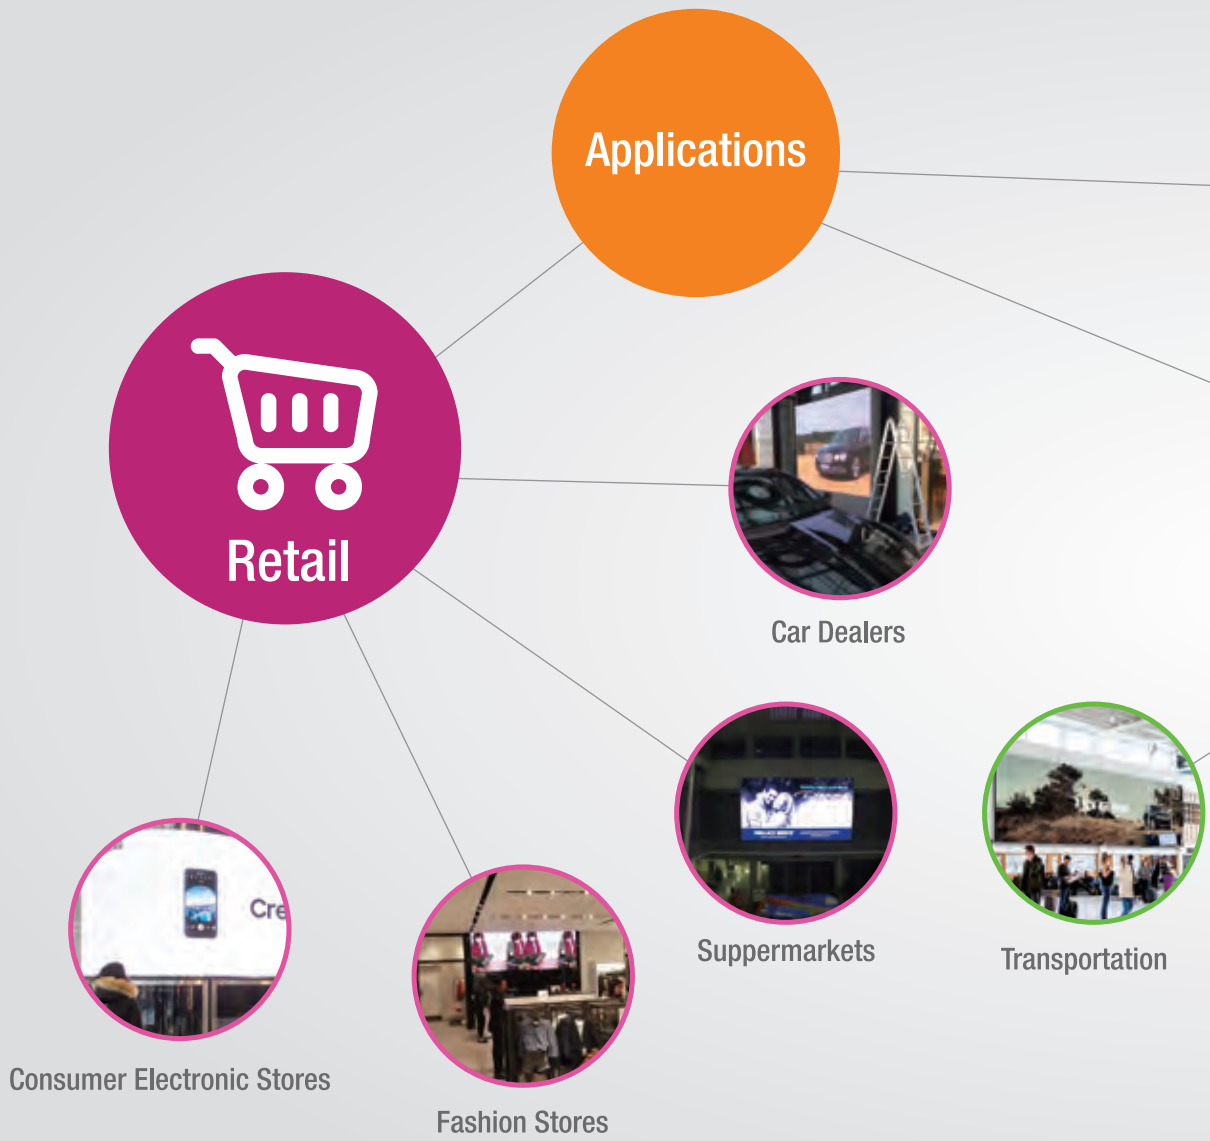 Applications
Retail
Car Dealers
Suppermarkets
Transportation
Cre
Consumer Electronic Stores
Fashion Stores